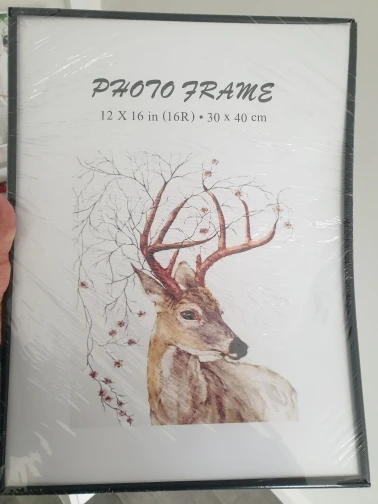 PHOTO FRAME
12 X 16 in (16R) • 30 x 40 cm